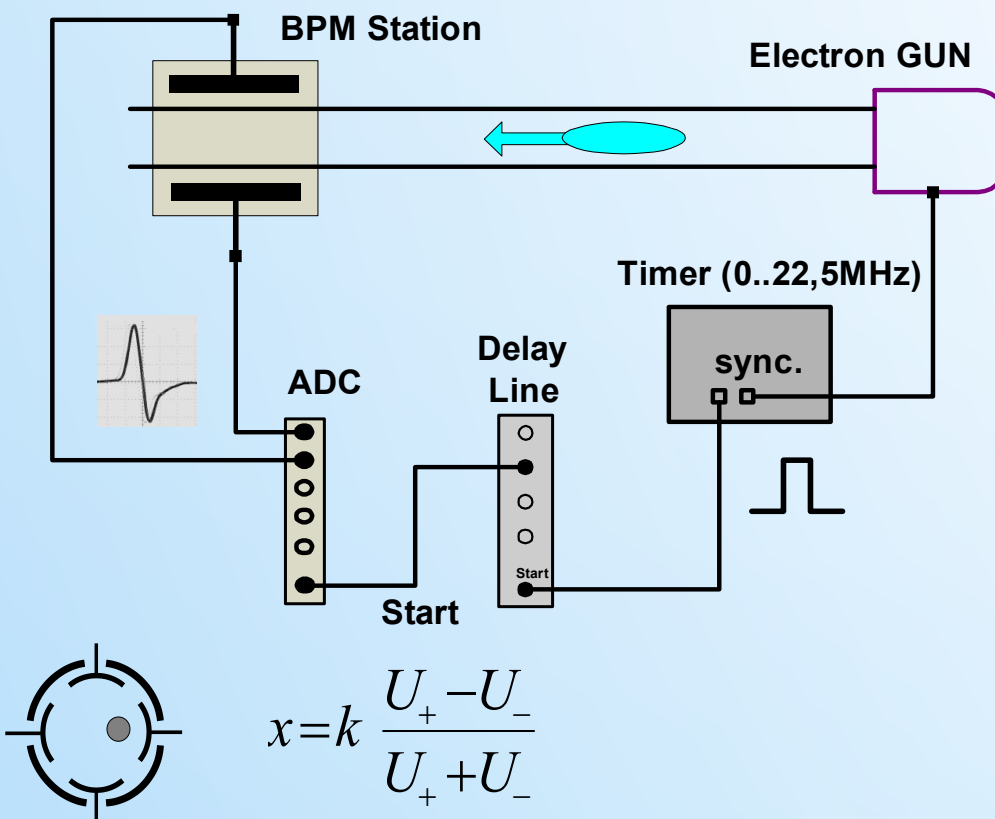 BPM Station
Electron GUN
Timer (0..22,5MHz)
sync.
Delay
Line
ADC
Start
Start
x=k U₊−U₋
U₊+U₋